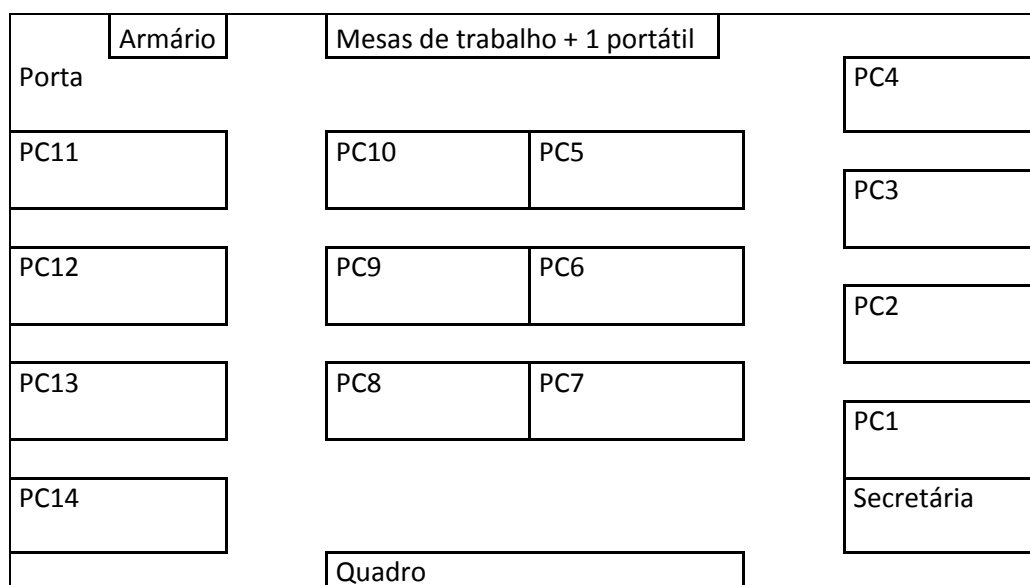 Armário
Mesas de trabalho + 1 portátil
Porta
PC4
PC11
PC10
PC5
PC3
PC12
PC9
PC6
PC2
PC13
PC8
PC7
PC1
PC14
Secretária
Quadro